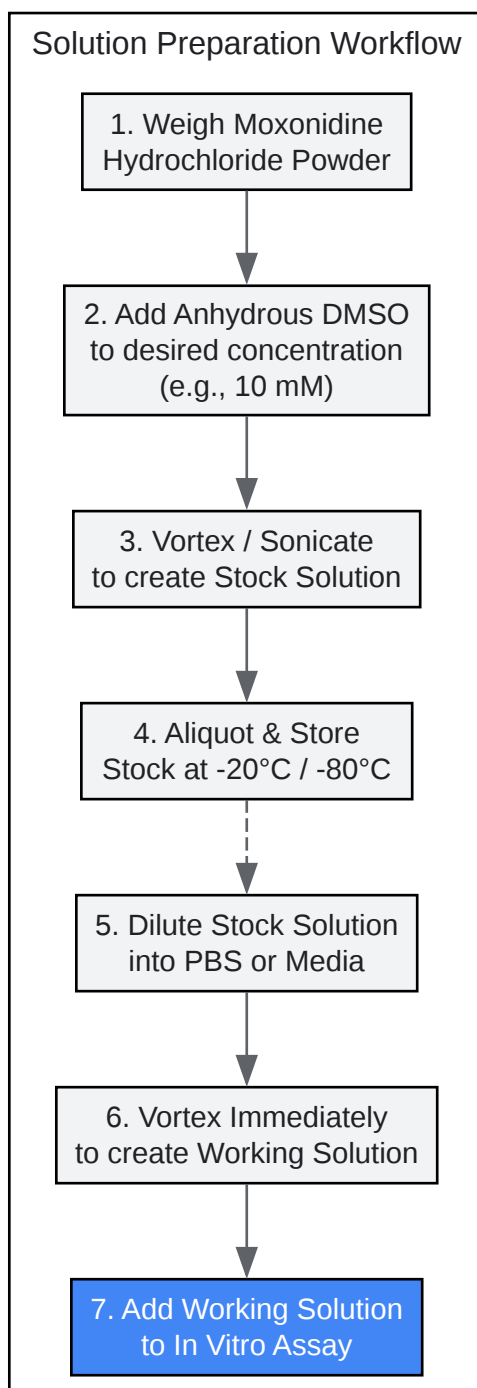 Solution Preparation Workflow
1. Weigh Moxonidine
Hydrochloride Powder
2. Add Anhydrous DMSO
to desired concentration
(e.g., 10 mM)
3. Vortex / Sonicate
to create Stock Solution
4. Aliquot & Store
Stock at -20°C / -80°C
5. Dilute Stock Solution
into PBS or Media
6. Vortex Immediately
to create Working Solution
7. Add Working Solution
to In Vitro Assay